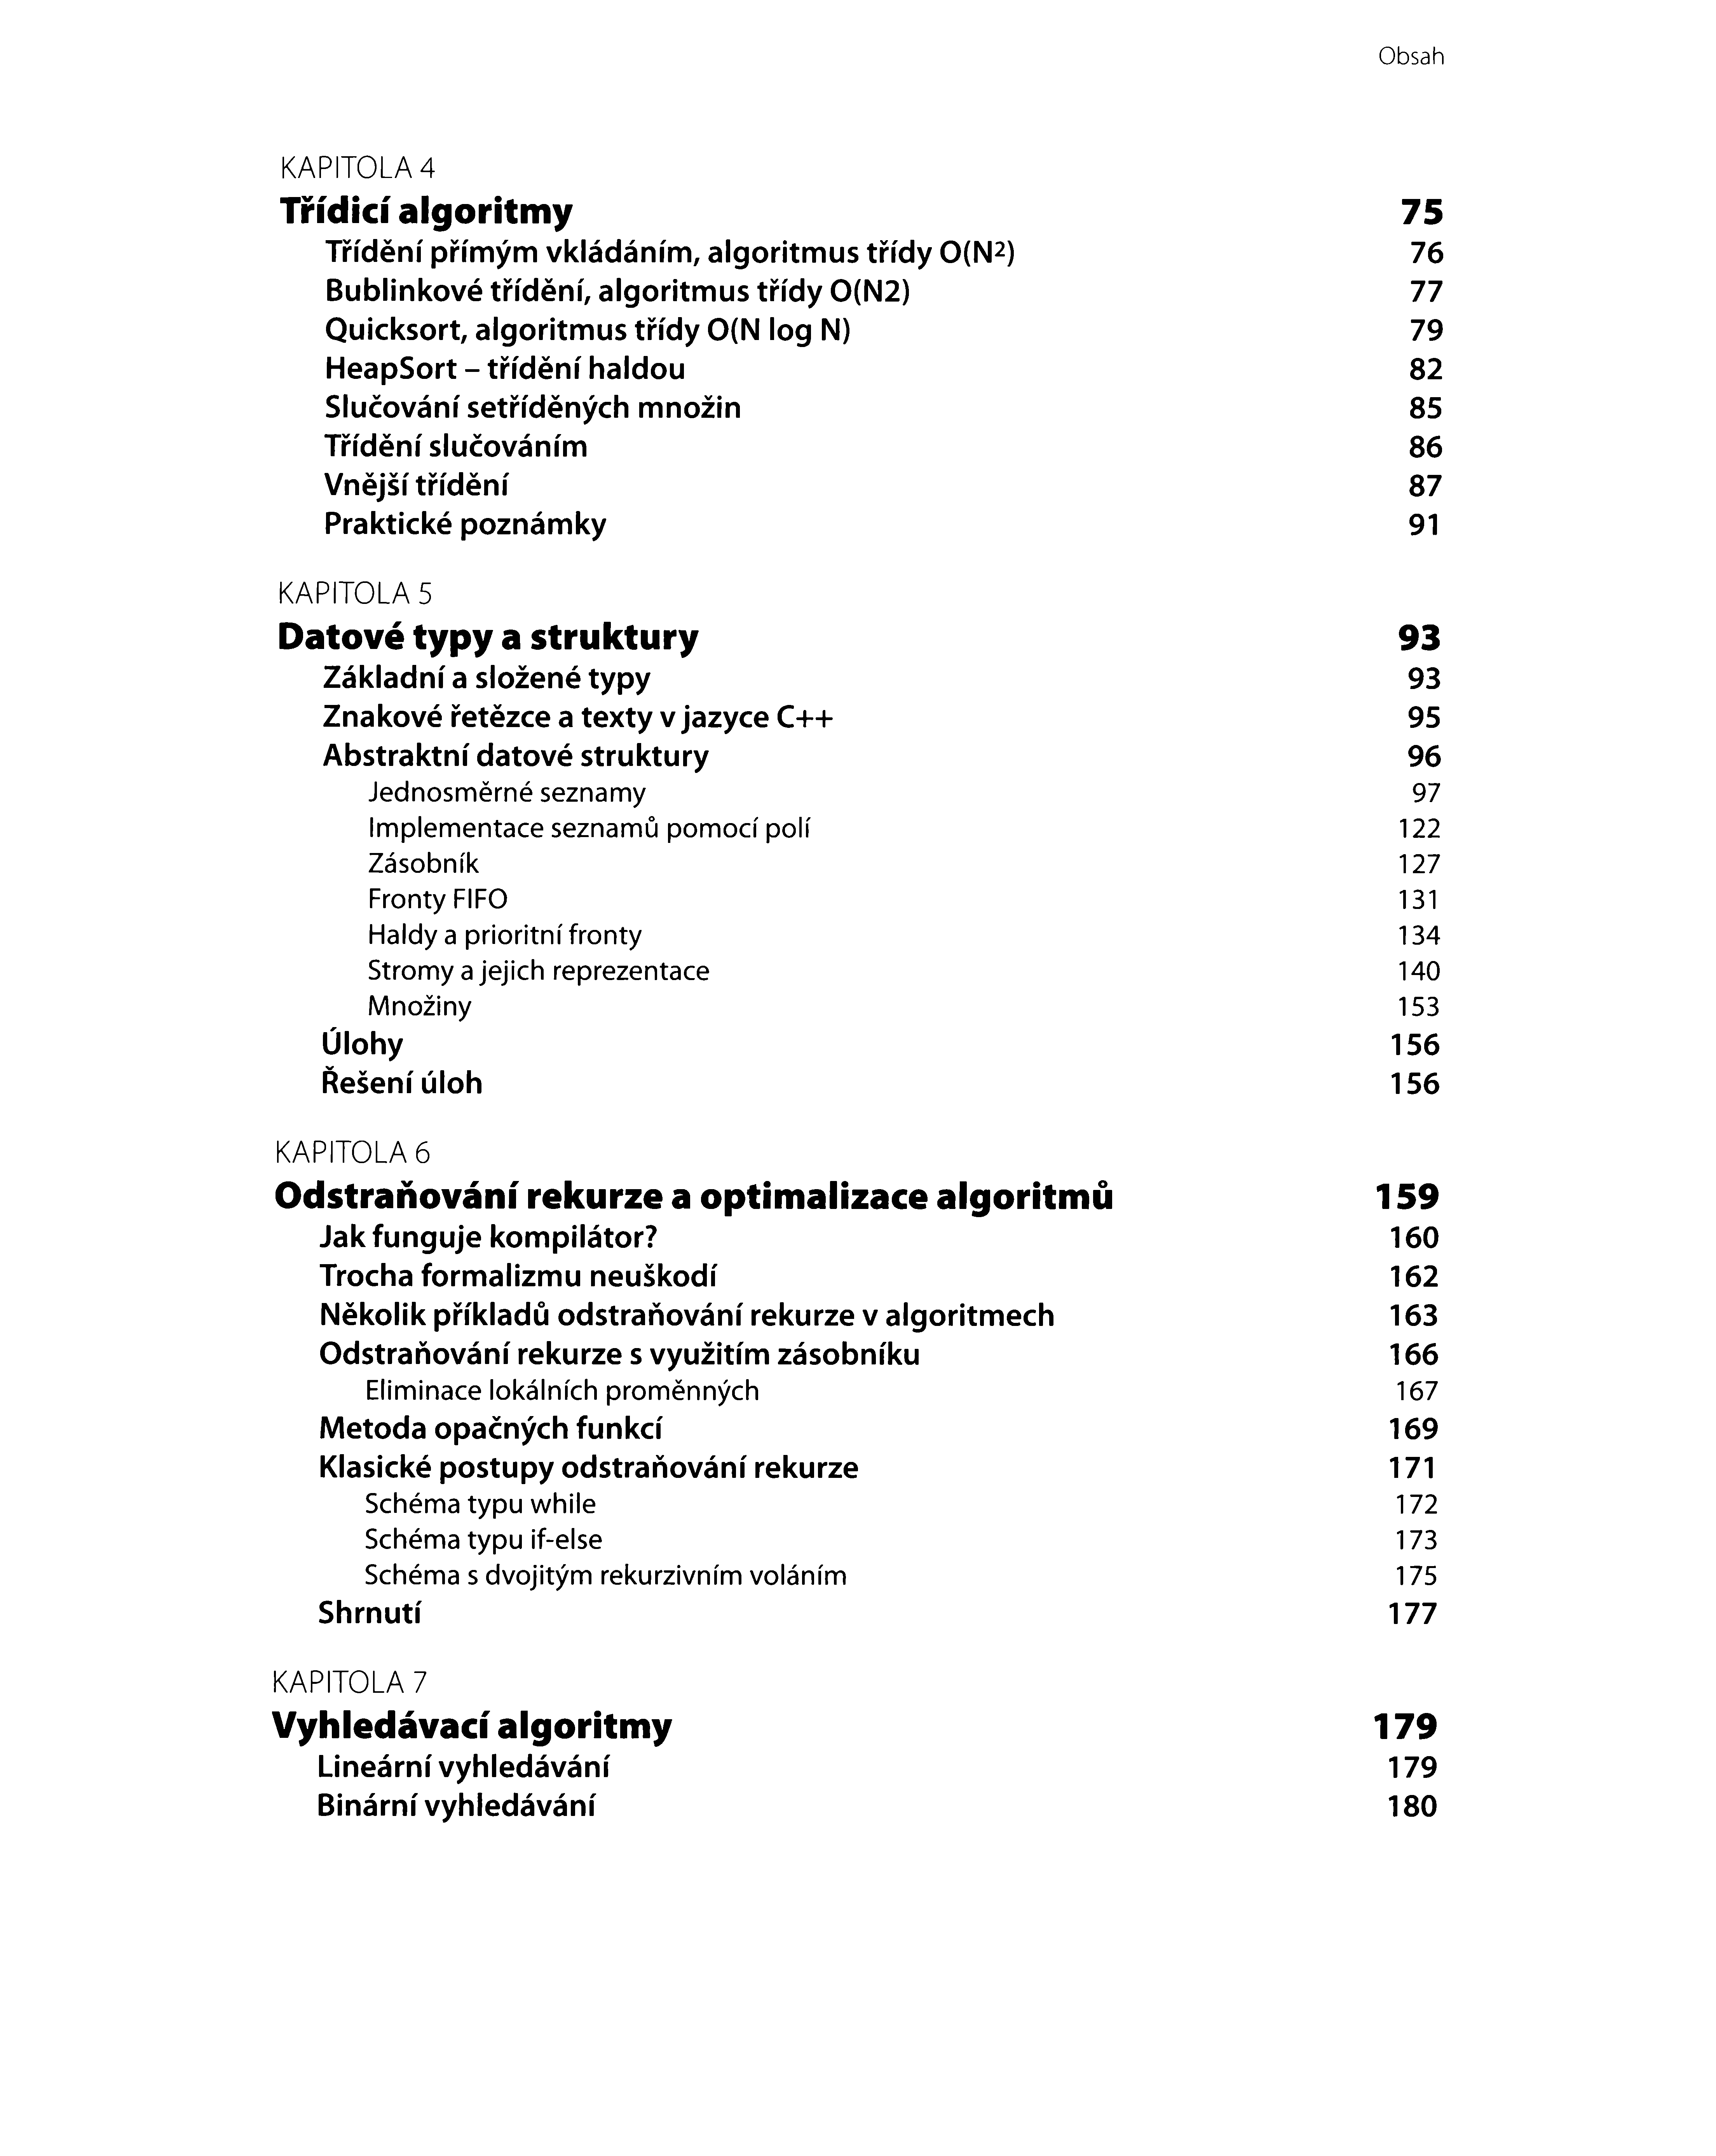 Obsah
KAPITOLA 4
Třídicí algoritmy 75
Třídění přímým vkládáním, algoritmus třídy O(N²) 76
Bublinkové třídění, algoritmus třídy O(N2) 77
Quicksort, algoritmus třídy O(N log N) 79
HeapSort – třídění haldou 82
Slučování setříděných množin 85
Třídění slučováním 86
Vnější třídění 87
Praktické poznámky 91
KAPITOLA 5
Datové typy a struktury 93
Základní a složené typy 93
Znakové řetězce a texty v jazyce C++ 95
Abstraktní datové struktury 96
Jednosměrné seznamy 97
Implementace seznamů pomocí polí 122
Zásobník 127
Fronty FIFO 131
Haldy a prioritní fronty 134
Stromy a jejich reprezentace 140
Množiny 153
Úlohy 156
Řešení úloh 156
KAPITOLA 6
Odstraňování rekurze a optimalizace algoritmů 159
Jak funguje kompilátor? 160
Trocha formalizmu neuškodí 162
Několik příkladů odstraňování rekurze v algoritmech 163
Odstraňování rekurze s využitím zásobníku 166
Eliminace lokálních proměnných 167
Metoda opačných funkcí 169
Klasické postupy odstraňování rekurze 171
Schéma typu while 172
Schéma typu if-else 173
Schéma s dvojitým rekurzivním voláním 175
Shrnutí 177
KAPITOLA 7
Vyhledávací algoritmy 179
Lineární vyhledávání 179
Binární vyhledávání 180